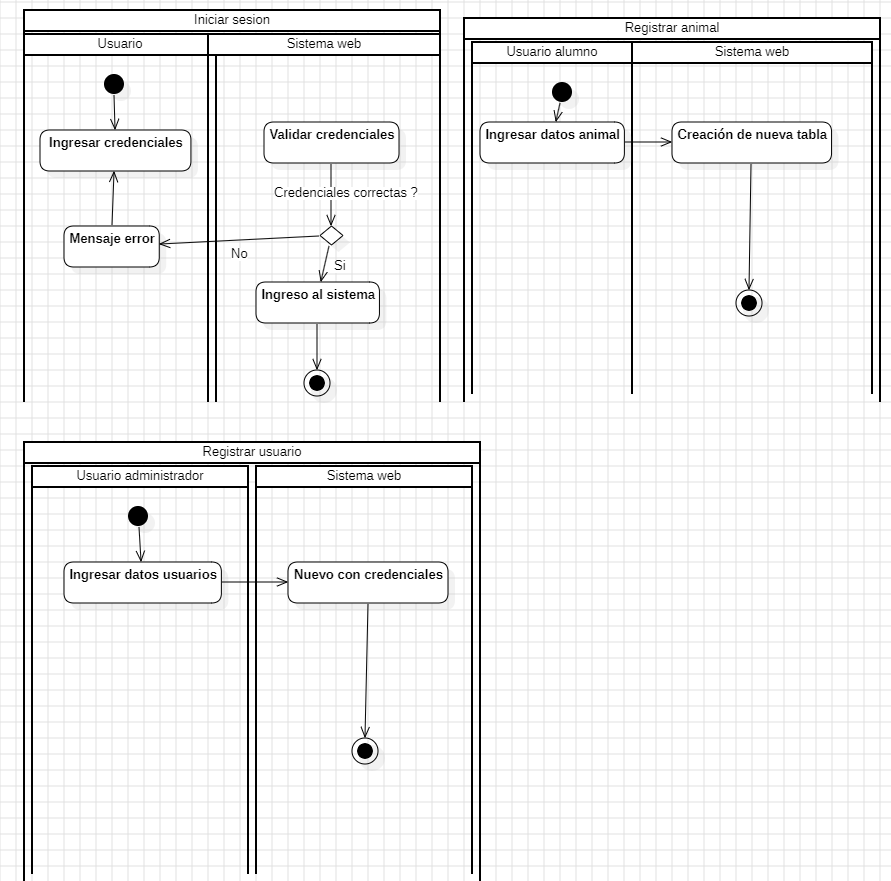 Iniciar sesion
Usuario
Sistema web
Ingresar credenciales
Validar credenciales
Credenciales correctas ?
Mensaje error
No
Si
Ingreso al sistema
Registrar animal
Usuario alumno
Sistema web
Ingresar datos animal
Creación de nueva tabla
Registrar usuario
Usuario administrador
Sistema web
Ingresar datos usuarios
Nuevo con credenciales